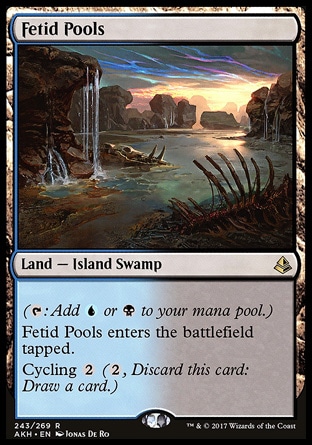 Fetid Pools
Land — Island Swamp
(: Add or to your mana pool.)
Fetid Pools enters the battlefield
tapped.
Cycling 2 (2, Discard this card:
Draw a card.)
243/269 R
AKH • EN Jonas De Ro
™ & © 2017 Wizards of the Coast